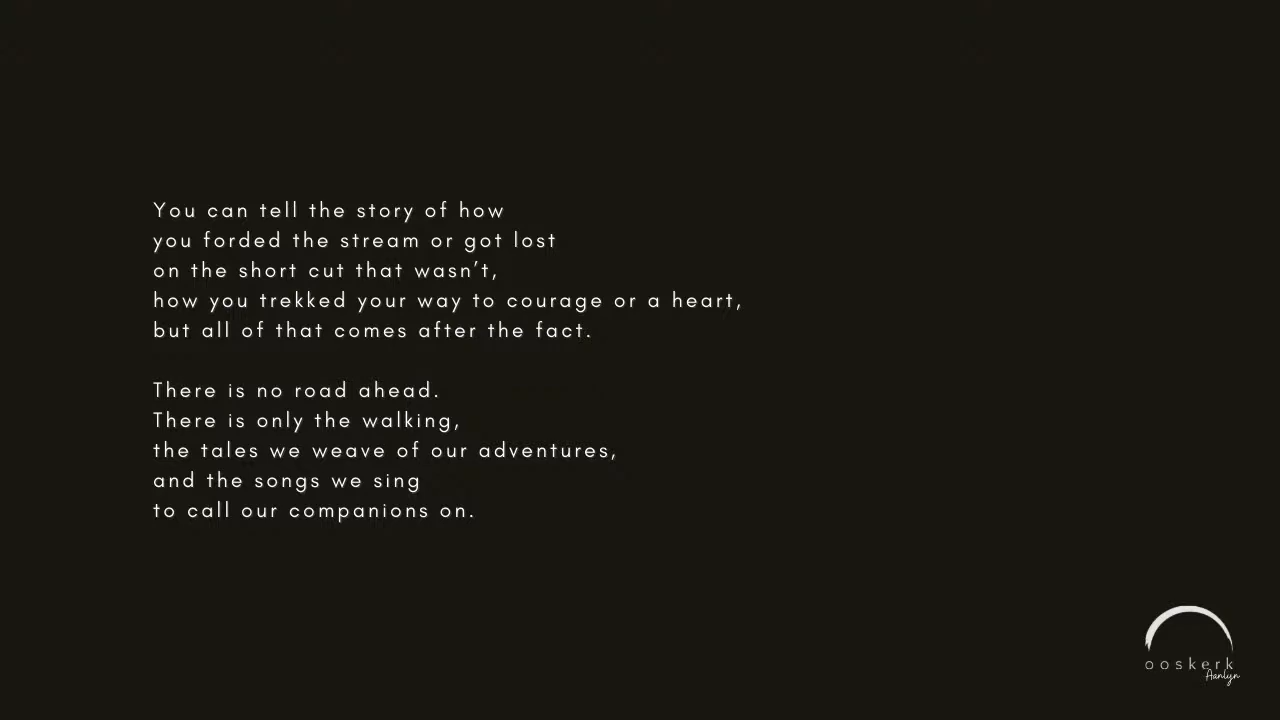 You can tell the story of how
you forded the stream or got lost
on the short cut that wasn’t,
how you trekked your way to courage or a heart,
but all of that comes after the fact.
There is no road ahead.
There is only the walking,
the tales we weave of our adventures,
and the songs we sing
to call our companions on.
ooskerk
Aanlyn